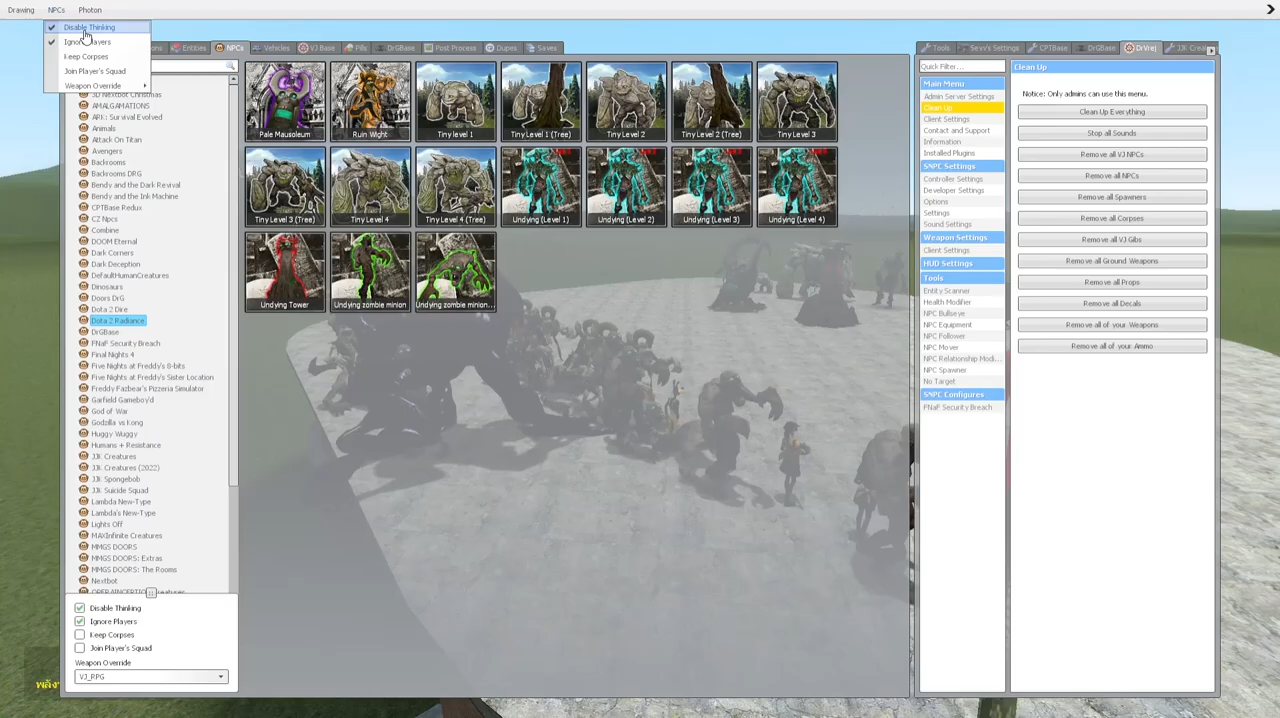 Drawing NPCs Photon
Disable Thinking
Ignore Players
Keep Corpses
Join Player's Squad
Weapon Override
Entities NPCs Vehicles VJ Base Pills DrGBase Post Process Dupes Saves
3D Nextbot Creatures
AMALGAMATIONS
ARK: Survival Evolved
Animals
Attack On Titan
Avengers
Backrooms
Backrooms DRG
Bendy and the Dark Revival
Bendy and the Ink Machine
CPTBase Redux
CZ Npcs
Combine
DOOM Eternal
Dark Corners
Dark Deception
DefaultHumanCreatures
Dinosaurs
Doors DrG
Dota 2 Dire
Dota 2 Radiance
DrGBase
FNaF Security Breach
Final Nights 4
Five Nights at Freddy's 8-bits
Five Nights at Freddy's Sister Location
Freddy Fazbear's Pizzeria Simulator
Garfield Gameboy'd
God of War
Godzilla vs Kong
Huggy Wuggy
Humans + Resistance
JJK Creatures
JJK Creatures (2022)
JJK Spongebob
JJK Suicide Squad
Lambda New-Type
Lambda's New-Type
Lights Off
MAXInfinite Creatures
MMGS DOORS
MMGS DOORS: Extras
MMGS DOORS: The Rooms
Nextbot
Disable Thinking
Ignore Players
Keep Corpses
Join Player's Squad
Weapon Override
VJ_RPG
Pale Mausoleum Ruin Wight Tiny level 1 Tiny Level 1 (Tree) Tiny Level 2 Tiny Level 2 (Tree) Tiny Level 3
Tiny Level 3 (Tree) Tiny Level 4 Tiny Level 4 (Tree) Undying (Level 1) Undying (Level 2) Undying (Level 3) Undying (Level 4)
Undying Tower Undying zombie minion Undying zombie minion...
Tools Sevv's Settings CPTBase DrGBase DrVrej JJK Crea
Quick Filter...
Main Menu
Admin Server Settings
Clean Up
Client Settings
Contact and Support
Information
Installed Plugins
SNPC Settings
Controller Settings
Developer Settings
Options
Settings
Sound Settings
Weapon Settings
Client Settings
HUD Settings
Tools
Entity Scanner
Health Modifier
NPC Bullseye
NPC Equipment
NPC Follower
NPC Mover
NPC Relationship Modi...
NPC Spawner
No Target
SNPC Configures
FNaF Security Breach
Clean Up
Notice: Only admins can use this menu.
Clean Up Everything
Stop all Sounds
Remove all VJ NPCs
Remove all NPCs
Remove all Spawners
Remove all Corpses
Remove all VJ Gibs
Remove all Ground Weapons
Remove all Props
Remove all Decals
Remove all of your Weapons
Remove all of your Ammo